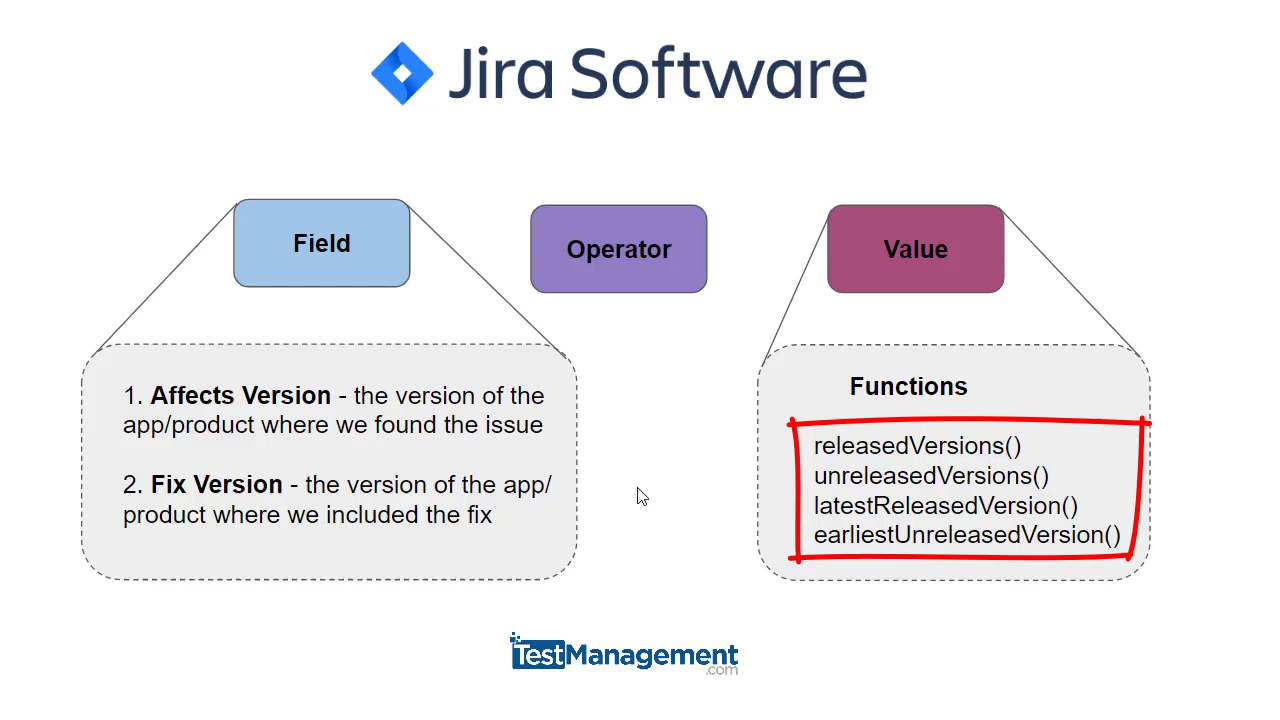 Jira Software
Field
Operator
Value
1. Affects Version - the version of the
app/product where we found the issue
2. Fix Version - the version of the app/
product where we included the fix
Functions
releasedVersions()
unreleasedVersions()
latestReleasedVersion()
earliestUnreleasedVersion()
TestManagement
.com